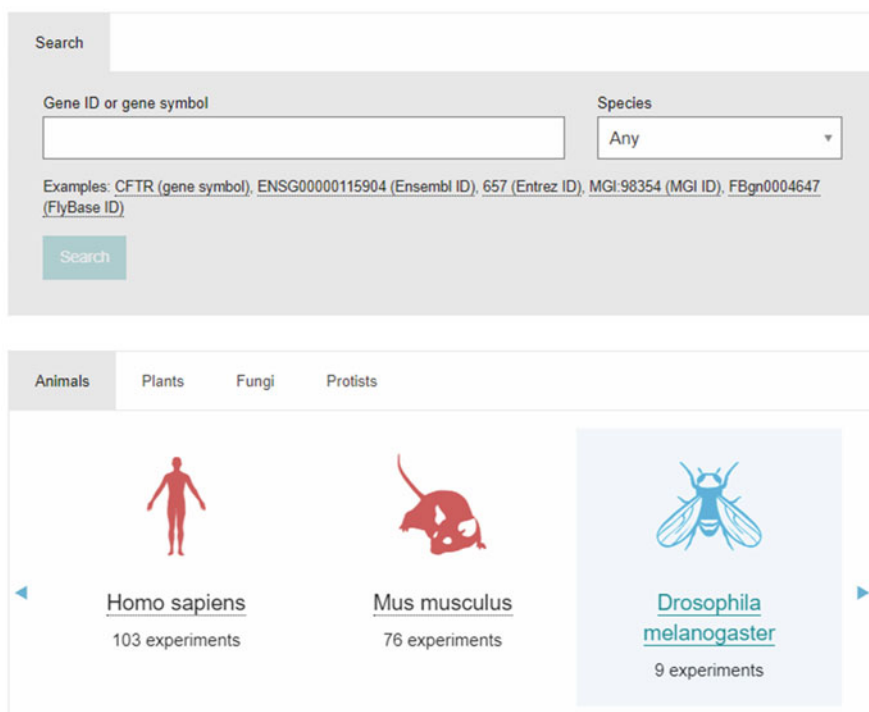 Search
Gene ID or gene symbol
Species
Any
Examples: CFTR (gene symbol), ENSG00000115904 (Ensembl ID), 657 (Entrez ID), MGI:98354 (MGI ID), FBgn0004647
(FlyBase ID)
Search
Animals
Plants
Fungi
Protists
Homo sapiens
103 experiments
Mus musculus
76 experiments
Drosophila
melanogaster
9 experiments